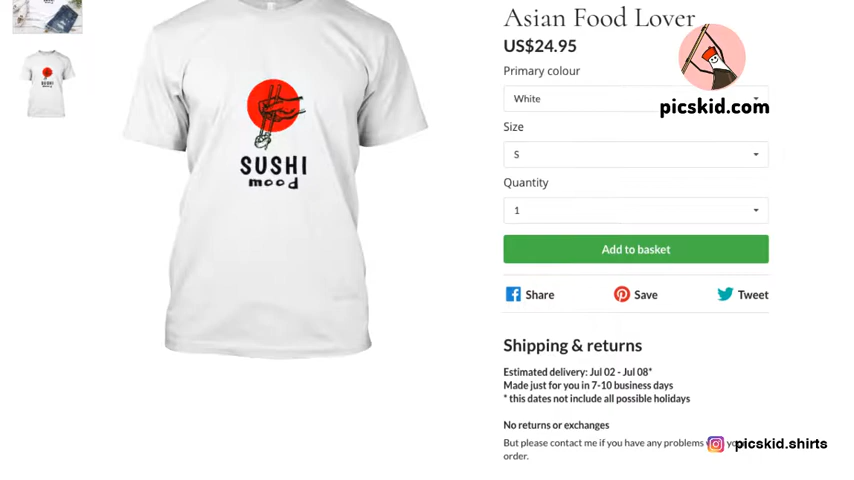 Asian Food Lover
US$24.95
Primary colour
White
picskid.com
Size
S
Quantity
1
Add to basket
SUSHI
mood
Share
Save
Tweet
Shipping & returns
Estimated delivery: Jul 02 - Jul 08*
Made just for you in 7-10 business days
* this dates not include all possible holidays
No returns or exchanges
But please contact me if you have any problems
picskid.shirts
order.